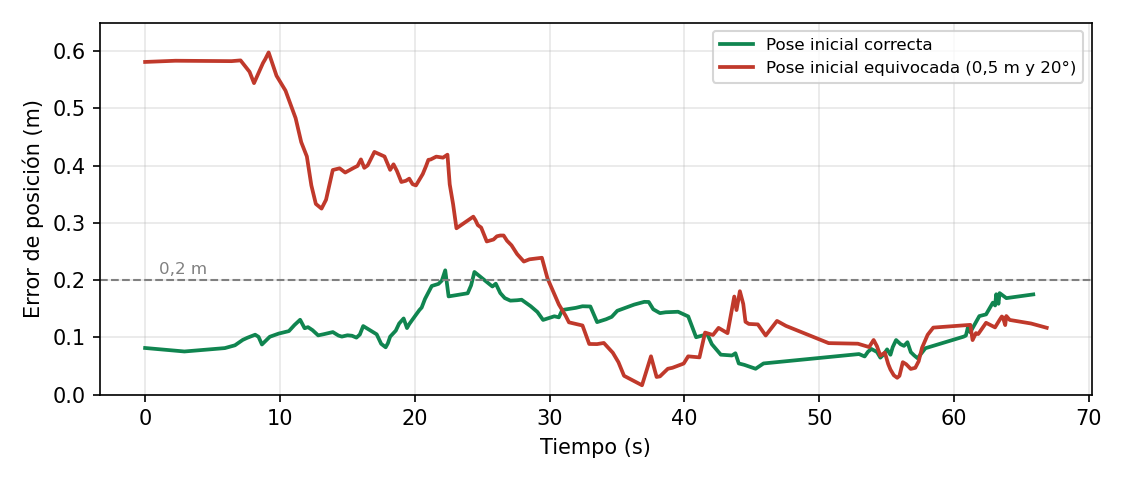 Error de posición (m)
0.6
0.5
0.4
0.3
0.2
0.1
0.0
0,2 m
Pose inicial correcta
Pose inicial equivocada (0,5 m y 20°)
0 10 20 30 40 50 60 70
Tiempo (s)